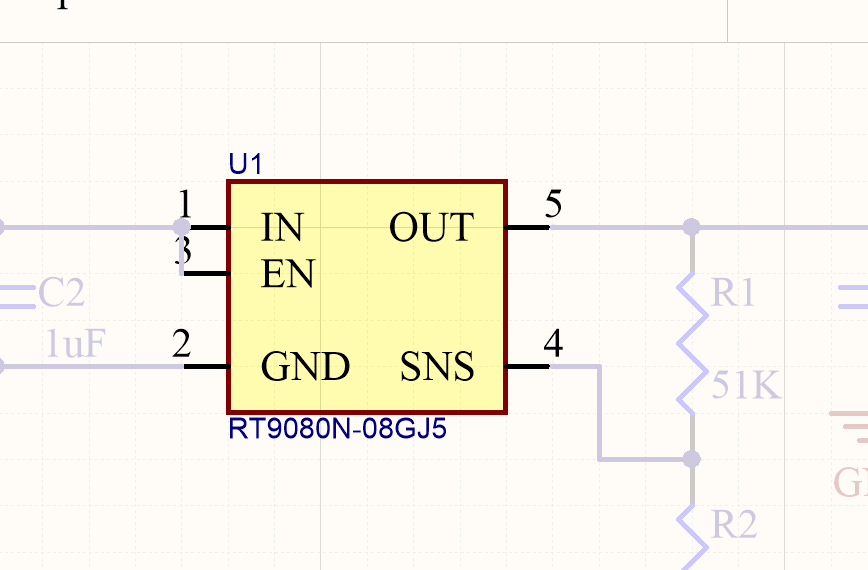 U1
1
IN
OUT
5
3
EN
C2
R1
1uF
2
GND
SNS
4
51K
RT9080N-08GJ5
R2